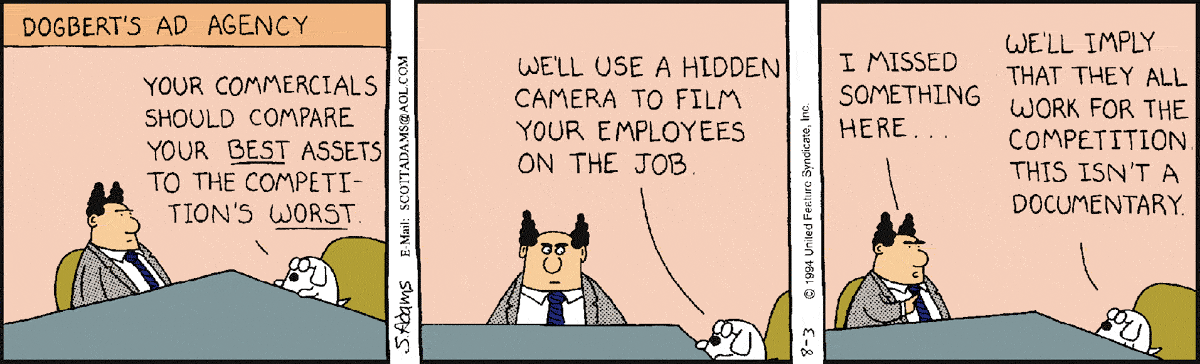 DOGBERT'S AD AGENCY
YOUR COMMERCIALS
SHOULD COMPARE
YOUR BEST ASSETS
TO THE COMPETI-
TION'S WORST.
S.Adams
E-Mail: SCOTTADAMS@AOL.COM
WE'LL USE A HIDDEN
CAMERA TO FILM
YOUR EMPLOYEES
ON THE JOB.
8-3
© 1994 United Feature Syndicate, Inc.
I MISSED
SOMETHING
HERE...
WE'LL IMPLY
THAT THEY ALL
WORK FOR THE
COMPETITION.
THIS ISN'T A
DOCUMENTARY.